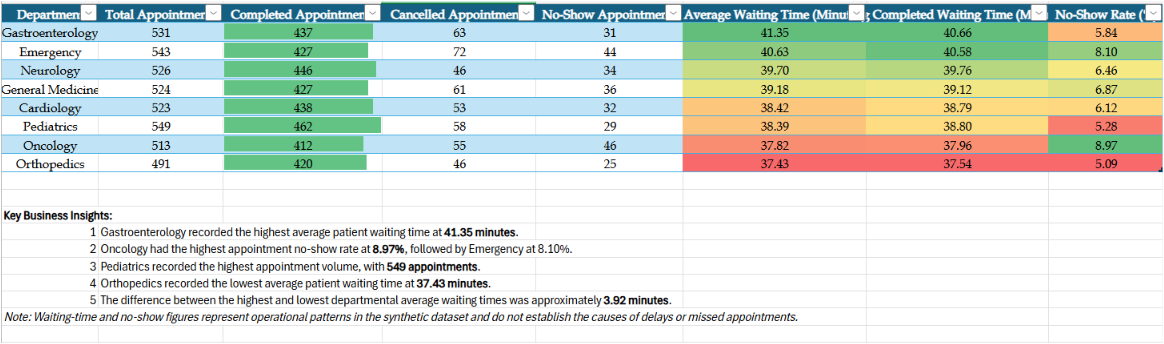 Departmen Total Appointmen Completed Appointmen Cancelled Appointmen No-Show Appointmen Average Waiting Time (Minu Completed Waiting Time (M No-Show Rate (
Gastroenterology 531 437 63 31 41.35 40.66 5.84
Emergency 543 427 72 44 40.63 40.58 8.10
Neurology 526 446 46 34 39.70 39.76 6.46
General Medicine 524 427 61 36 39.18 39.12 6.87
Cardiology 523 438 53 32 38.42 38.79 6.12
Pediatrics 549 462 58 29 38.39 38.80 5.28
Oncology 513 412 55 46 37.82 37.96 8.97
Orthopedics 491 420 46 25 37.43 37.54 5.09
Key Business Insights:
1 Gastroenterology recorded the highest average patient waiting time at 41.35 minutes.
2 Oncology had the highest appointment no-show rate at 8.97%, followed by Emergency at 8.10%.
3 Pediatrics recorded the highest appointment volume, with 549 appointments.
4 Orthopedics recorded the lowest average patient waiting time at 37.43 minutes.
5 The difference between the highest and lowest departmental average waiting times was approximately 3.92 minutes.
Note: Waiting-time and no-show figures represent operational patterns in the synthetic dataset and do not establish the causes of delays or missed appointments.